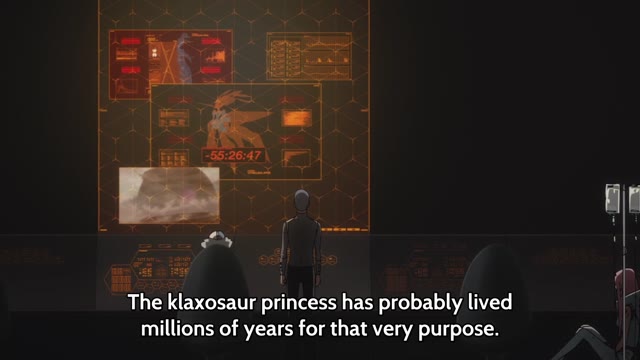 -55:26:47
The klaxosaur princess has probably lived
millions of years for that very purpose.